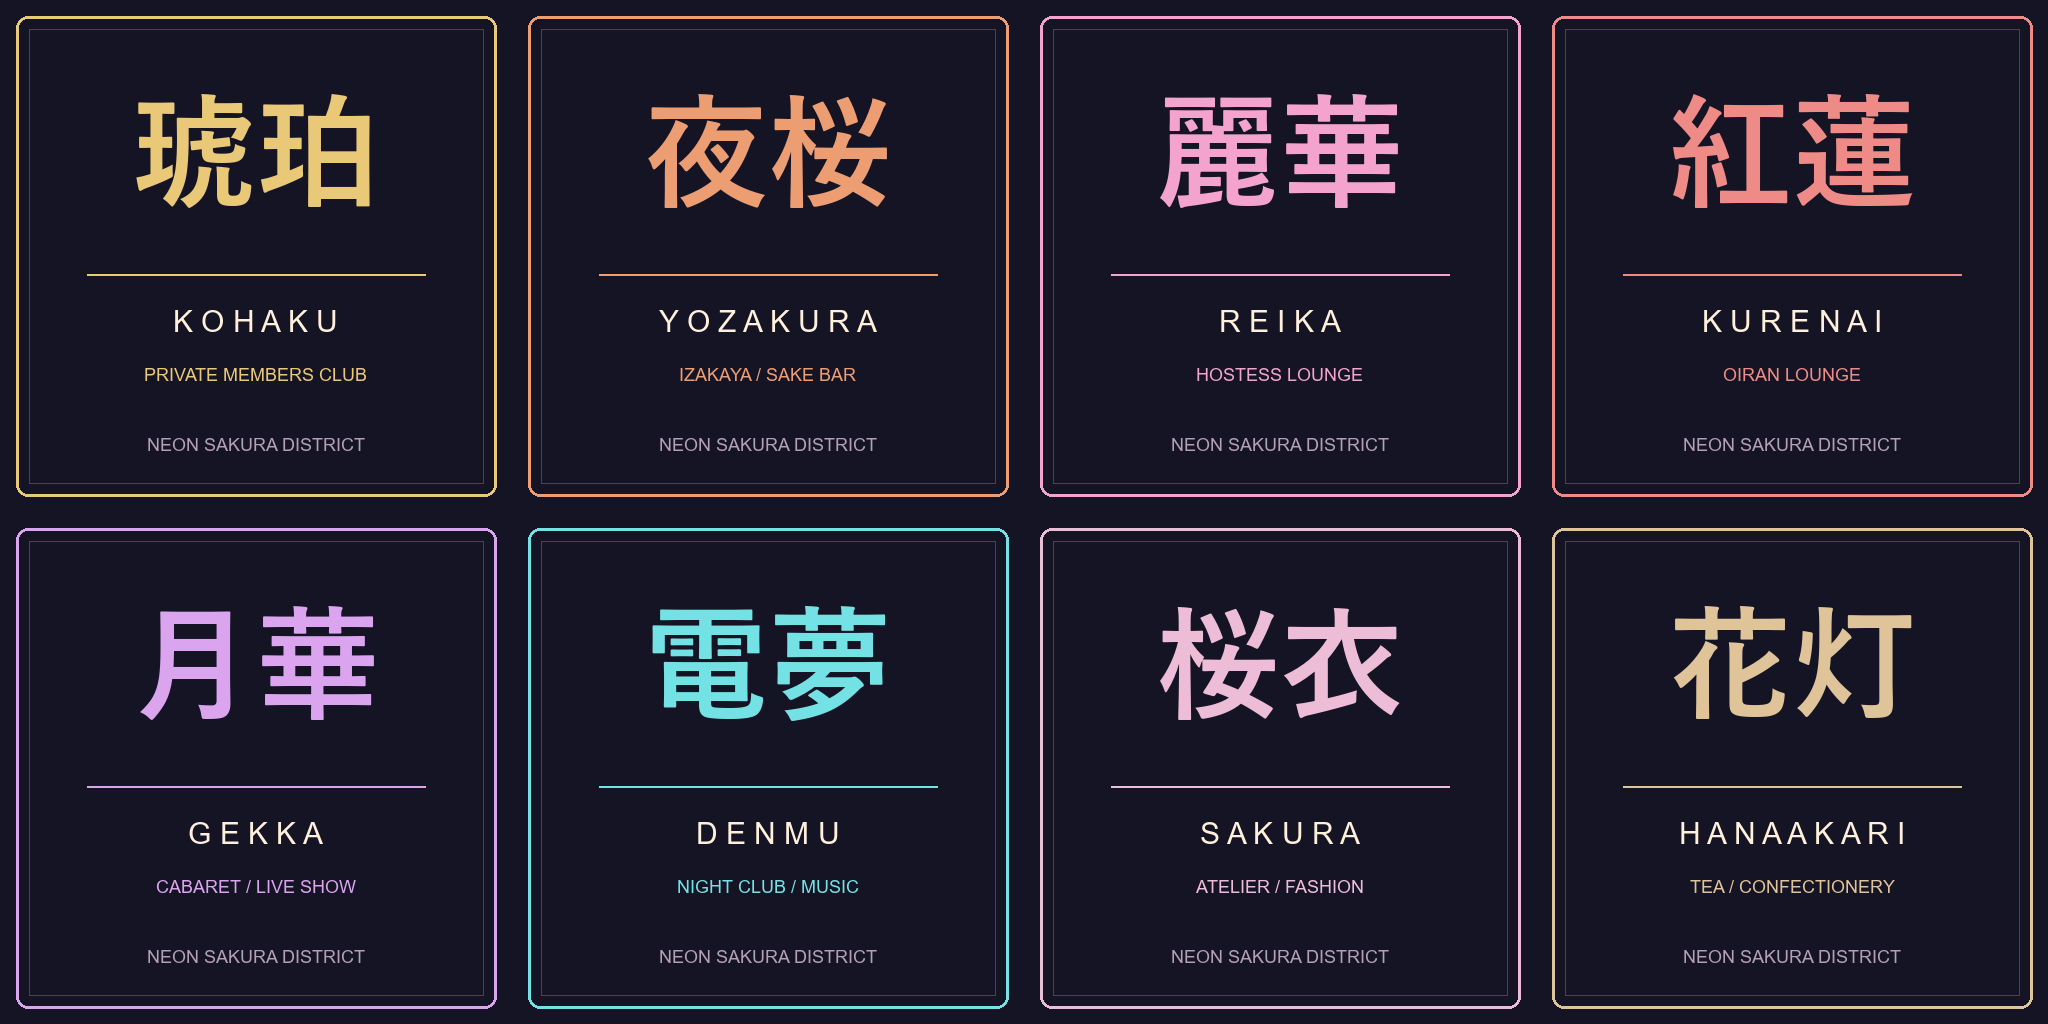 琥珀
KOHAKU
PRIVATE MEMBERS CLUB
NEON SAKURA DISTRICT
夜桜
YOZAKURA
IZAKAYA / SAKE BAR
NEON SAKURA DISTRICT
麗華
REIKA
HOSTESS LOUNGE
NEON SAKURA DISTRICT
紅蓮
KURENAI
OIRAN LOUNGE
NEON SAKURA DISTRICT
月華
GEKKA
CABARET / LIVE SHOW
NEON SAKURA DISTRICT
電夢
DENMU
NIGHT CLUB / MUSIC
NEON SAKURA DISTRICT
桜衣
SAKURA
ATELIER / FASHION
NEON SAKURA DISTRICT
花灯
HANAAKARI
TEA / CONFECTIONERY
NEON SAKURA DISTRICT